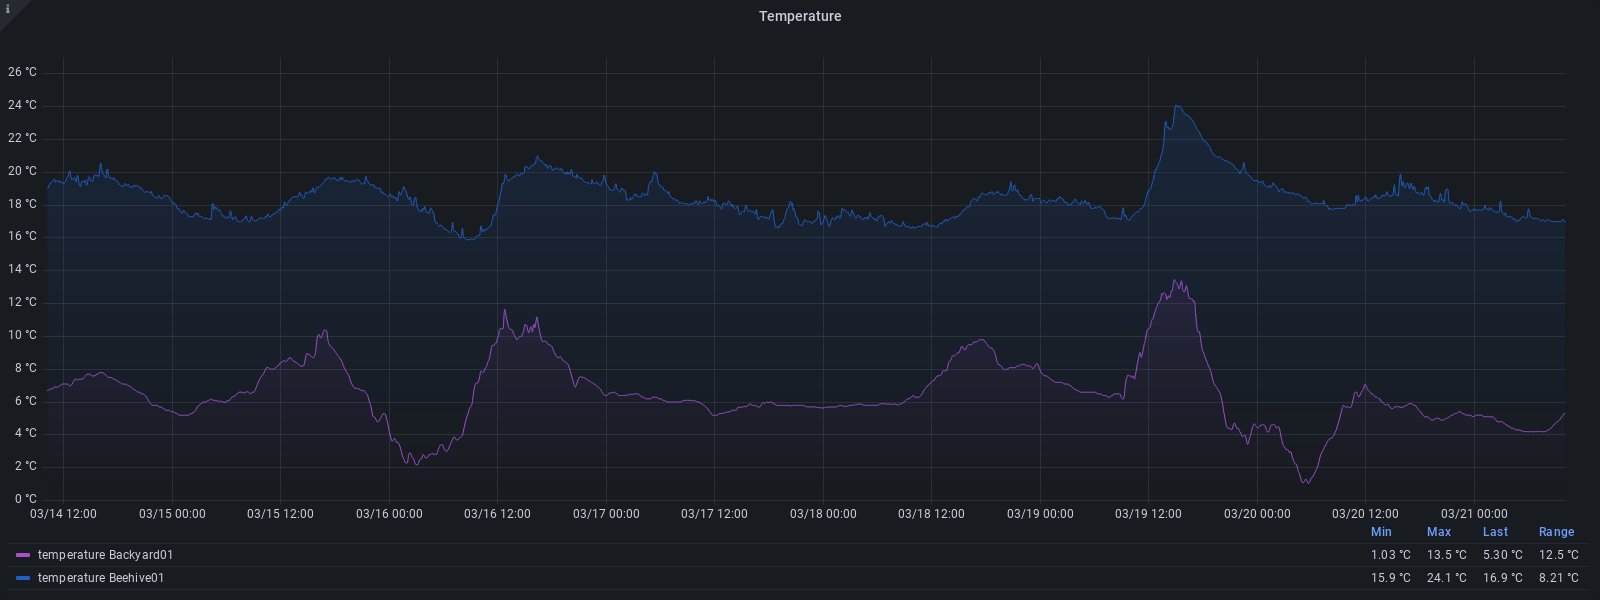 i
Temperature
26 °C
24 °C
22 °C
20 °C
18 °C
16 °C
14 °C
12 °C
10 °C
8 °C
6 °C
4 °C
2 °C
0 °C
03/14 12:00 03/15 00:00 03/15 12:00 03/16 00:00 03/16 12:00 03/17 00:00 03/17 12:00 03/18 00:00 03/18 12:00 03/19 00:00 03/19 12:00 03/20 00:00 03/20 12:00 03/21 00:00
Min Max Last Range
temperature Backyard01 1.03 °C 13.5 °C 5.30 °C 12.5 °C
temperature Beehive01 15.9 °C 24.1 °C 16.9 °C 8.21 °C